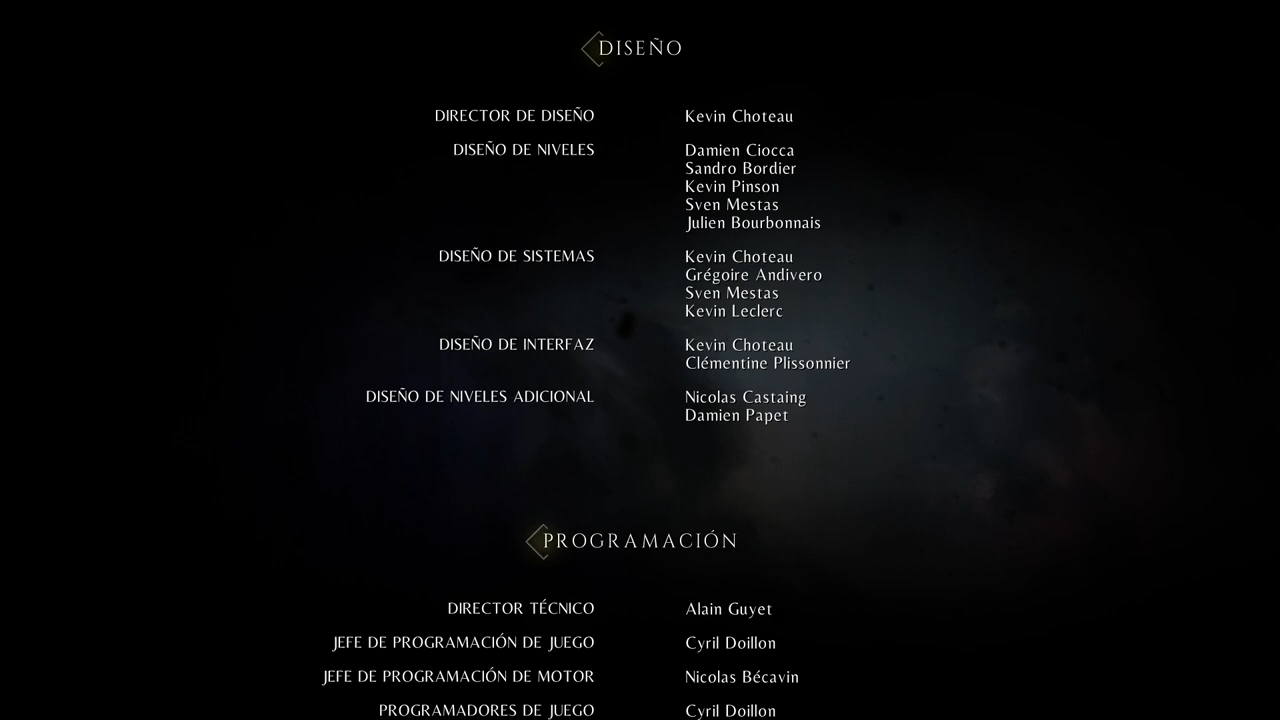 DISEÑO
DIRECTOR DE DISEÑO Kevin Choteau
DISEÑO DE NIVELES Damien Ciocca
Sandro Bordier
Kevin Pinson
Sven Mestas
Julien Bourbonnais
DISEÑO DE SISTEMAS Kevin Choteau
Grégoire Andivero
Sven Mestas
Kevin Leclerc
DISEÑO DE INTERFAZ Kevin Choteau
Clémentine Plissonnier
DISEÑO DE NIVELES ADICIONAL Nicolas Castaing
Damien Papet
PROGRAMACIÓN
DIRECTOR TÉCNICO Alain Guyet
JEFE DE PROGRAMACIÓN DE JUEGO Cyril Doillon
JEFE DE PROGRAMACIÓN DE MOTOR Nicolas Bécavin
PROGRAMADORES DE JUEGO Cyril Doillon